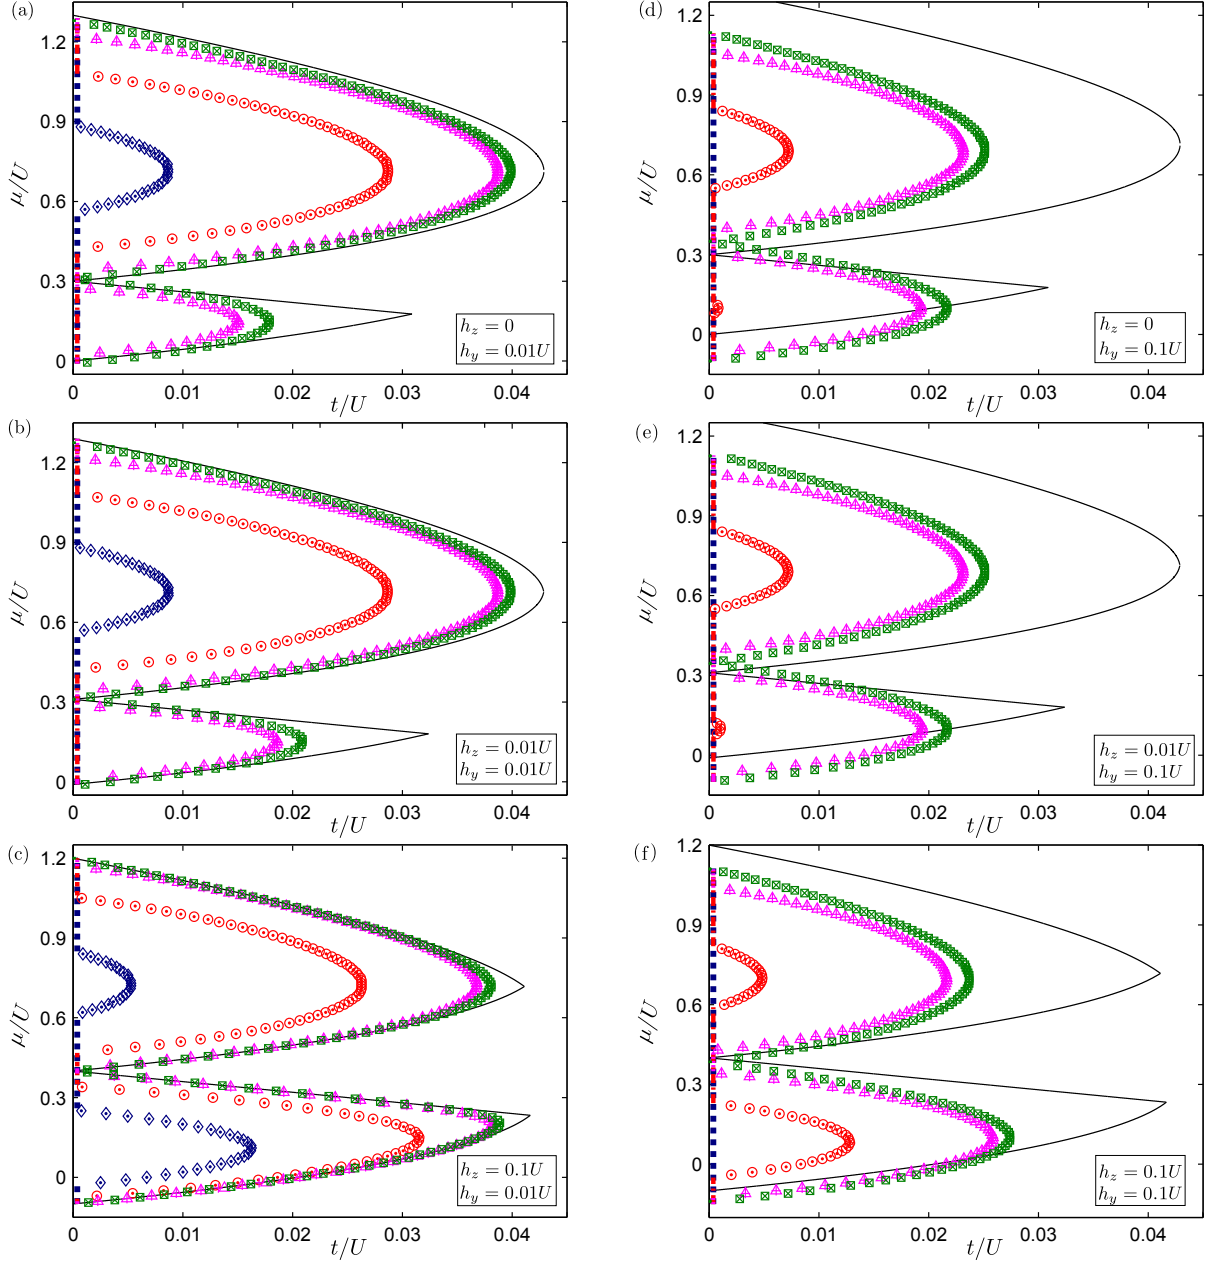 (a)
1.2
0.9
0.6
0.3
0
μ/U
0 0.01 0.02 0.03 0.04
t/U
h_z = 0
h_y = 0.01U
(d)
1.2
0.9
0.6
0.3
0
μ/U
0 0.01 0.02 0.03 0.04
t/U
h_z = 0
h_y = 0.1U
(b)
1.2
0.9
0.6
0.3
0
μ/U
0 0.01 0.02 0.03 0.04
t/U
h_z = 0.01U
h_y = 0.01U
(e)
1.2
0.9
0.6
0.3
0
μ/U
0 0.01 0.02 0.03 0.04
t/U
h_z = 0.01U
h_y = 0.1U
(c)
1.2
0.9
0.6
0.3
0
μ/U
0 0.01 0.02 0.03 0.04
t/U
h_z = 0.1U
h_y = 0.01U
(f)
1.2
0.9
0.6
0.3
0
μ/U
0 0.01 0.02 0.03 0.04
t/U
h_z = 0.1U
h_y = 0.1U